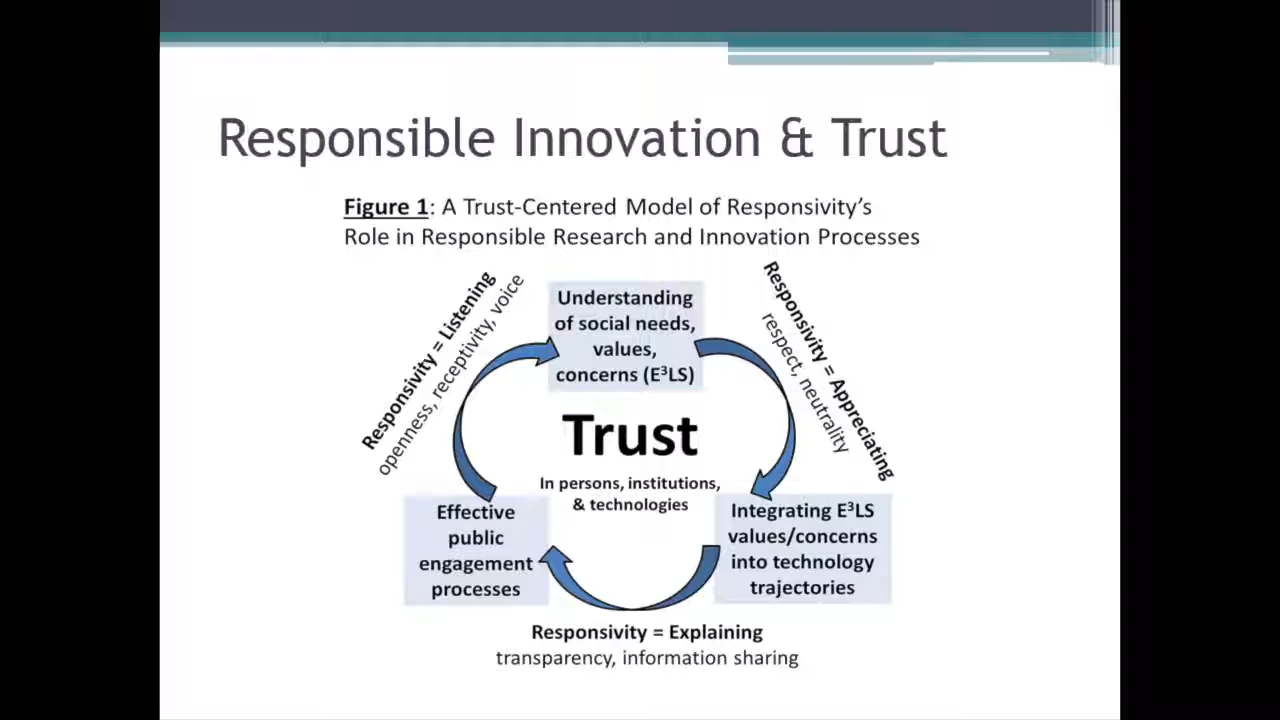 Responsible Innovation & Trust
Figure 1: A Trust-Centered Model of Responsivity's
Role in Responsible Research and Innovation Processes
Responsivity = Listening
openness, receptivity, voice
Understanding
of social needs,
values,
concerns (E³LS)
Responsivity = Appreciating
respect, neutrality
Trust
In persons, institutions,
& technologies
Effective
public
engagement
processes
Integrating E³LS
values/concerns
into technology
trajectories
Responsivity = Explaining
transparency, information sharing